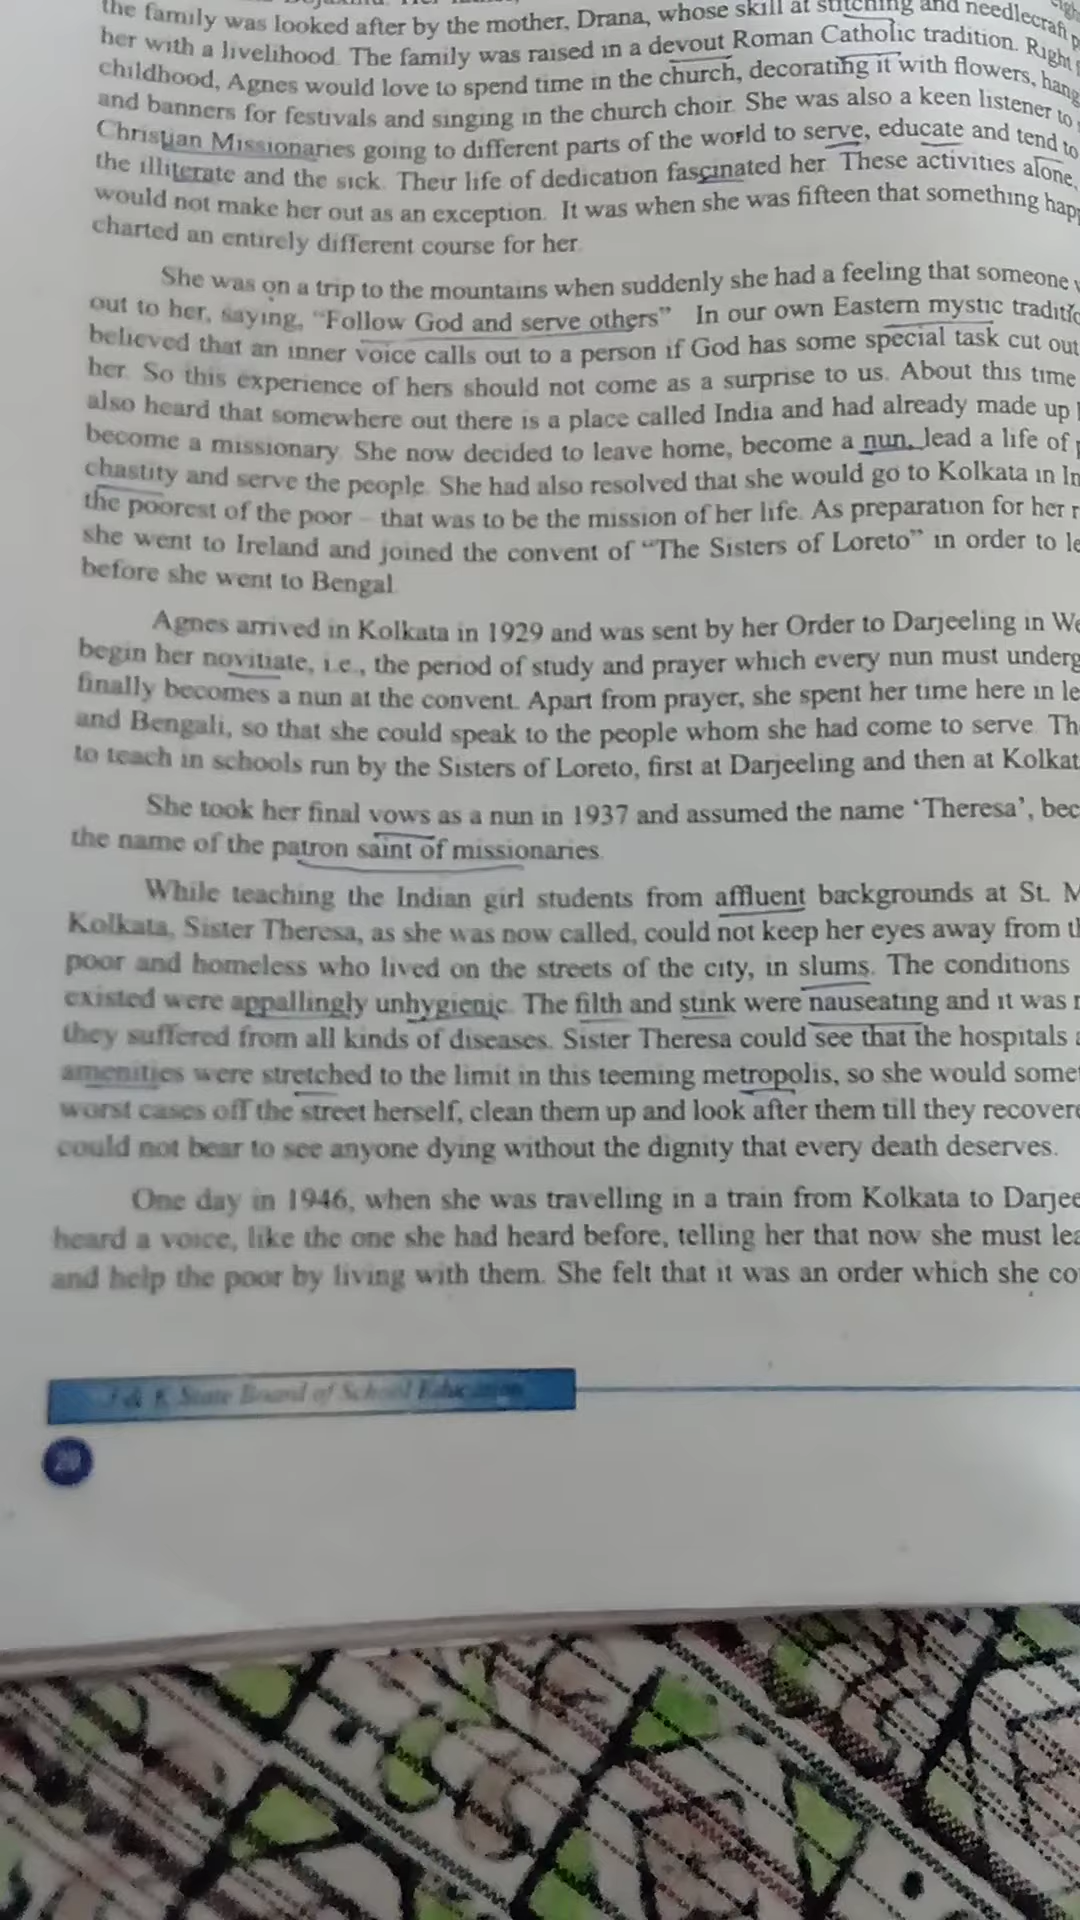 the family was looked after by the mother, Drana, whose skill at stitching and needlecraft
her with a livelihood. The family was raised in a devout Roman Catholic tradition. Right
childhood, Agnes would love to spend time in the church, decorating it with flowers, hang
and banners for festivals and singing in the church choir. She was also a keen listener to
Christian Missionaries going to different parts of the world to serve, educate and tend to
the illiterate and the sick. Their life of dedication fascinated her. These activities alone,
would not make her out as an exception. It was when she was fifteen that something happ
charted an entirely different course for her.
She was on a trip to the mountains when suddenly she had a feeling that someone
out to her, saying, “Follow God and serve others” In our own Eastern mystic traditio
believed that an inner voice calls out to a person if God has some special task cut out
her. So this experience of hers should not come as a surprise to us. About this time
also heard that somewhere out there is a place called India and had already made up
become a missionary. She now decided to leave home, become a nun, lead a life of
chastity and serve the people. She had also resolved that she would go to Kolkata in In
the poorest of the poor – that was to be the mission of her life. As preparation for her
she went to Ireland and joined the convent of “The Sisters of Loreto” in order to le
before she went to Bengal.
Agnes arrived in Kolkata in 1929 and was sent by her Order to Darjeeling in We
begin her novitiate, i.e., the period of study and prayer which every nun must underg
finally becomes a nun at the convent. Apart from prayer, she spent her time here in le
and Bengali, so that she could speak to the people whom she had come to serve. Th
to teach in schools run by the Sisters of Loreto, first at Darjeeling and then at Kolkat
She took her final vows as a nun in 1937 and assumed the name ‘Theresa’, bec
the name of the patron saint of missionaries.
While teaching the Indian girl students from affluent backgrounds at St. M
Kolkata, Sister Theresa, as she was now called, could not keep her eyes away from th
poor and homeless who lived on the streets of the city, in slums. The conditions
existed were appallingly unhygienic. The filth and stink were nauseating and it was
they suffered from all kinds of diseases. Sister Theresa could see that the hospitals
amenities were stretched to the limit in this teeming metropolis, so she would some
worst cases off the street herself, clean them up and look after them till they recovere
could not bear to see anyone dying without the dignity that every death deserves.
One day in 1946, when she was travelling in a train from Kolkata to Darjee
heard a voice, like the one she had heard before, telling her that now she must lea
and help the poor by living with them. She felt that it was an order which she co
J & K State Board of School Education
20